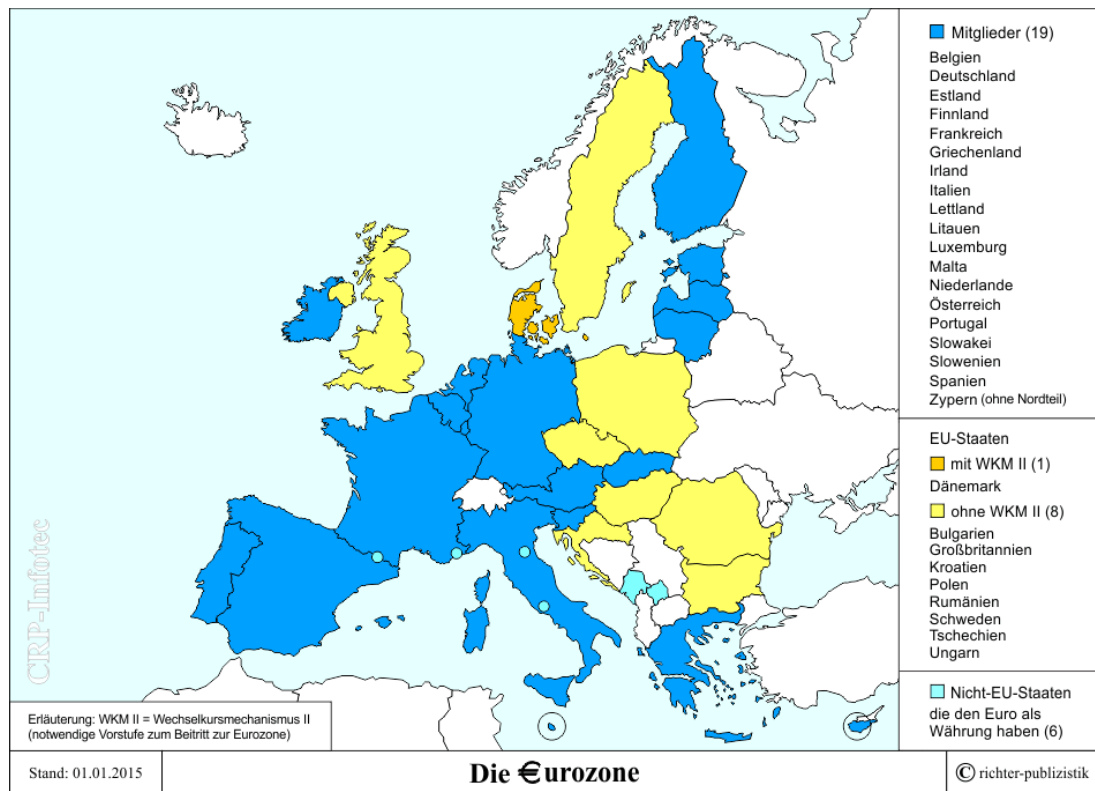 Mitglieder (19)
Belgien
Deutschland
Estland
Finnland
Frankreich
Griechenland
Irland
Italien
Lettland
Litauen
Luxemburg
Malta
Niederlande
Österreich
Portugal
Slowakei
Slowenien
Spanien
Zypern (ohne Nordteil)
EU-Staaten
mit WKM II (1)
Dänemark
ohne WKM II (8)
Bulgarien
Großbritannien
Kroatien
Polen
Rumänien
Schweden
Tschechien
Ungarn
Nicht-EU-Staaten
die den Euro als
Währung haben (6)
CRP-Infotec
Erläuterung: WKM II = Wechselkursmechanismus II
(notwendige Vorstufe zum Beitritt zur Eurozone)
Stand: 01.01.2015
Die €urozone
© richter-publizistik